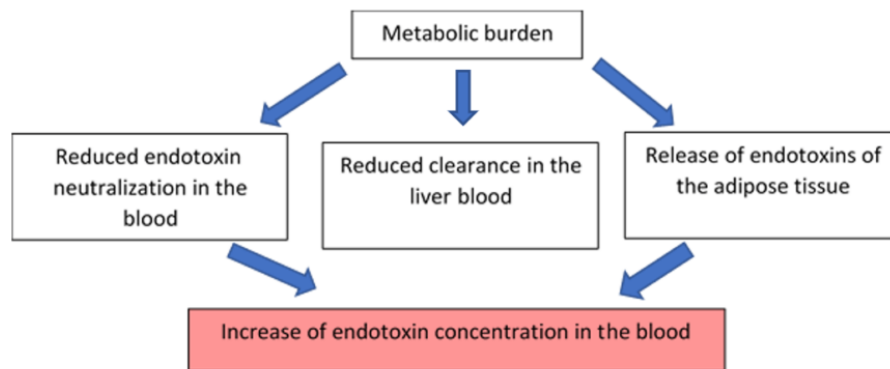 Metabolic burden
Reduced endotoxin
neutralization in the
blood
Reduced clearance in the
liver blood
Release of endotoxins of
the adipose tissue
Increase of endotoxin concentration in the blood